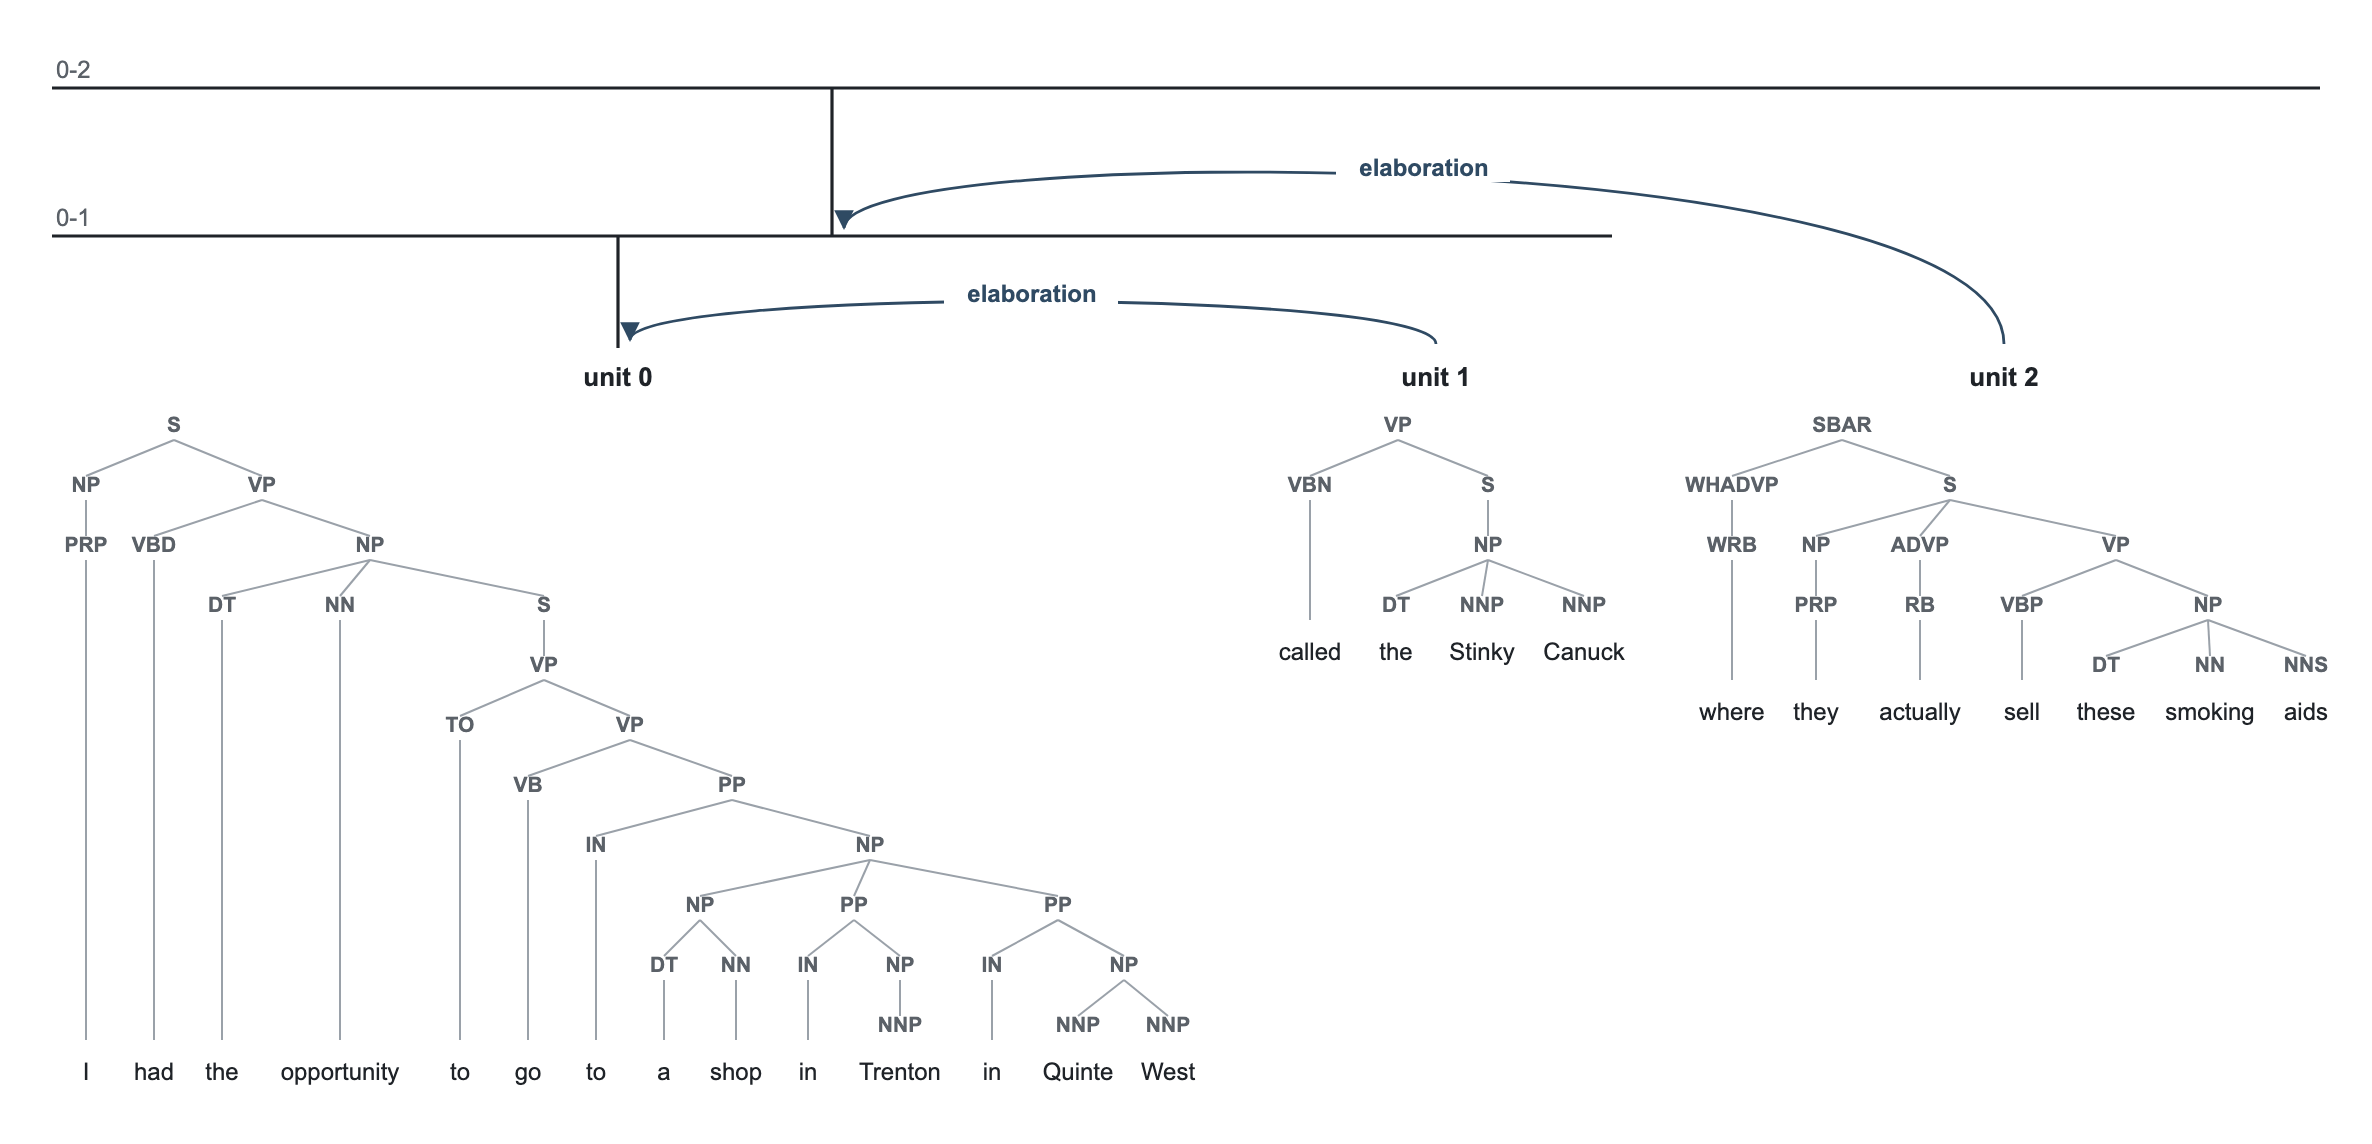 0-2
elaboration
0-1
elaboration
unit 0 unit 1 unit 2
S VP SBAR
NP VP VBN S WHADVP S
PRP VBD NP NP WRB NP ADVP VP
DT NN S DT NNP NNP PRP RB VBP NP
called the Stinky Canuck
VP DT NN NNS
where they actually sell these smoking aids
TO VP
VB PP
IN NP
NP PP PP
DT NN IN NP IN NP
NNP NNP NNP
I had the opportunity to go to a shop in Trenton in Quinte West